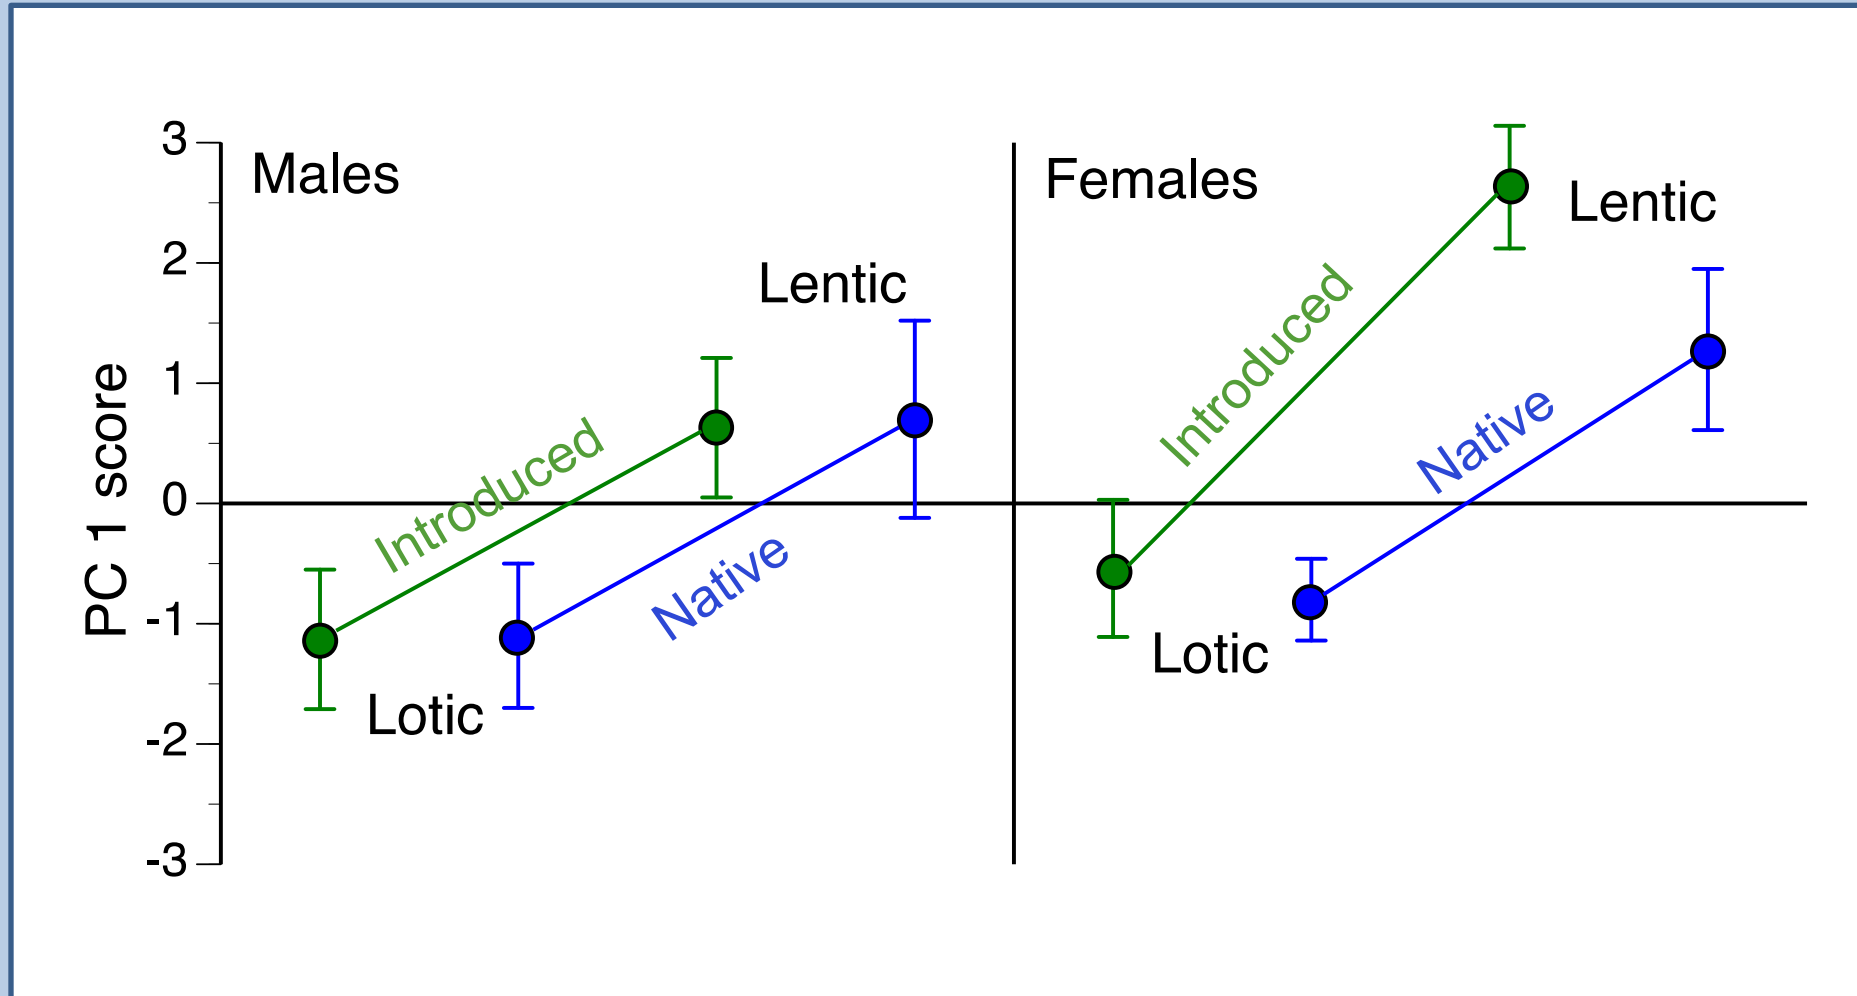 3
2
1
0
-1
-2
-3
PC 1 score
Males
Lentic
Introduced
Native
Lotic
Females
Lentic
Introduced
Native
Lotic